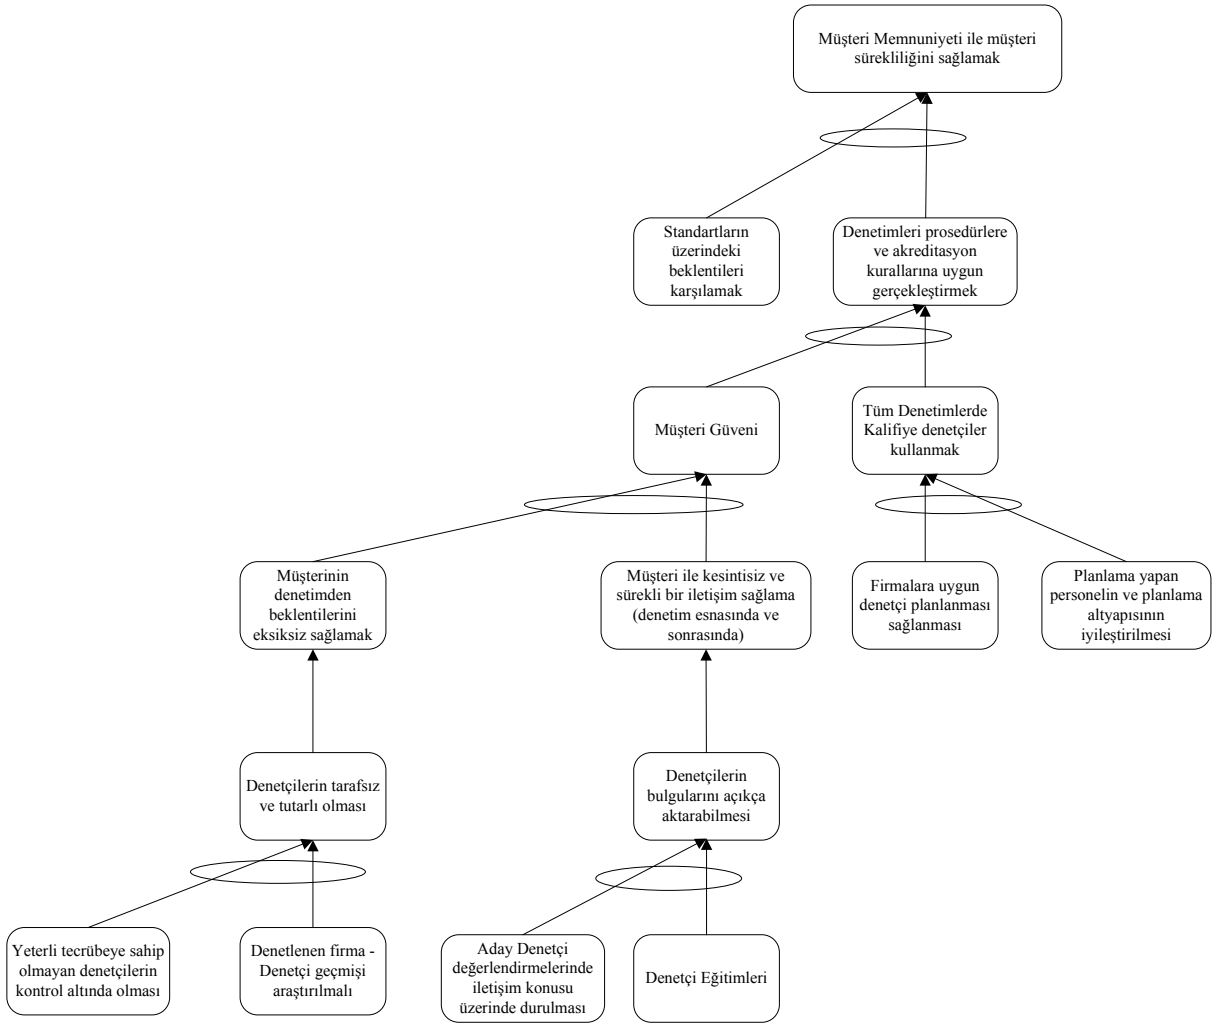 Müşteri Memnuniyeti ile müşteri
sürekliliğini sağlamak
Standartların
üzerindeki
beklentileri
karşılamak
Denetimleri prosedürlere
ve akreditasyon
kurallarına uygun
gerçekleştirmek
Müşteri Güveni
Tüm Denetimlerde
Kalifiye denetçiler
kullanmak
Müşterinin
denetimden
beklentilerini
eksiksiz sağlamak
Müşteri ile kesintisiz ve
sürekli bir iletişim sağlama
(denetim esnasında ve
sonrasında)
Firmalara uygun
denetçi planlanması
sağlanması
Planlama yapan
personelin ve planlama
altyapısının
iyileştirilmesi
Denetçilerin tarafsız
ve tutarlı olması
Denetçilerin
bulgularını açıkça
aktarabilmesi
Yeterli tecrübeye sahip
olmayan denetçilerin
kontrol altında olması
Denetlenen firma -
Denetçi geçmişi
araştırılmalı
Aday Denetçi
değerlendirmelerinde
iletişim konusu
üzerinde durulması
Denetçi Eğitimleri